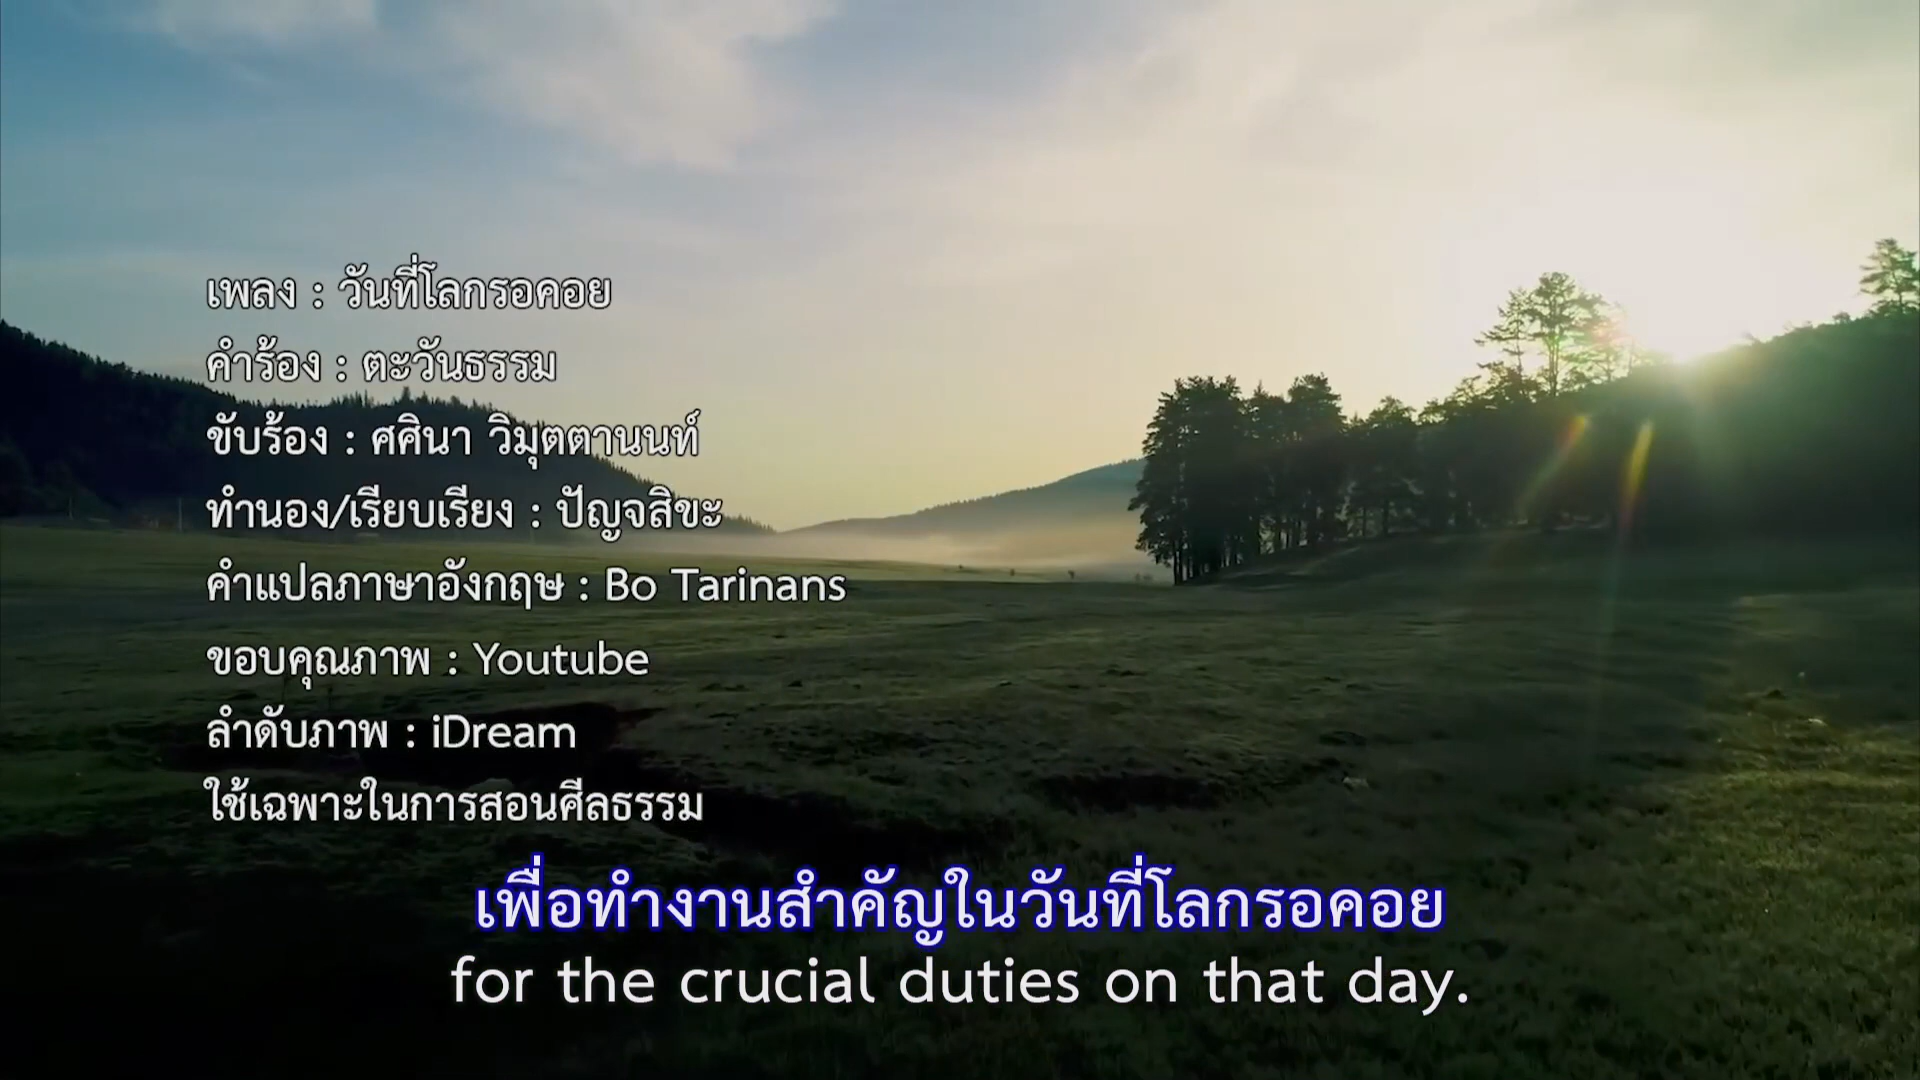 เพลง : วันที่โลกรอคอย
คำร้อง : ตะวันธรรม
ขับร้อง : ศศินา วิมุตตานนท์
ทำนอง/เรียบเรียง : ปัญจสิขะ
คำแปลภาษาอังกฤษ : Bo Tarinans
ขอบคุณภาพ : Youtube
ลำดับภาพ : iDream
ใช้เฉพาะในการสอนศีลธรรม
เพื่อทำงานสำคัญในวันที่โลกรอคอย
for the crucial duties on that day.